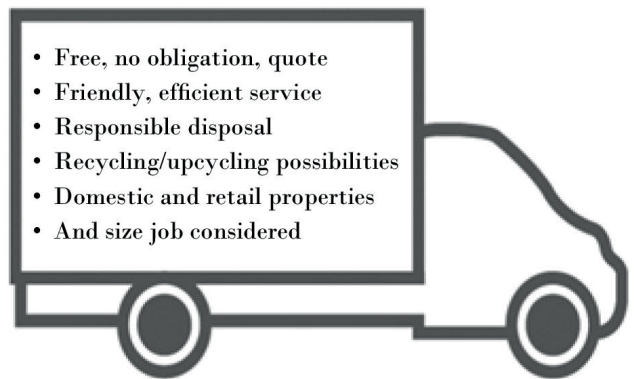 • Free, no obligation, quote
• Friendly, efficient service
• Responsible disposal
• Recycling/upcycling possibilities
• Domestic and retail properties
• And size job considered